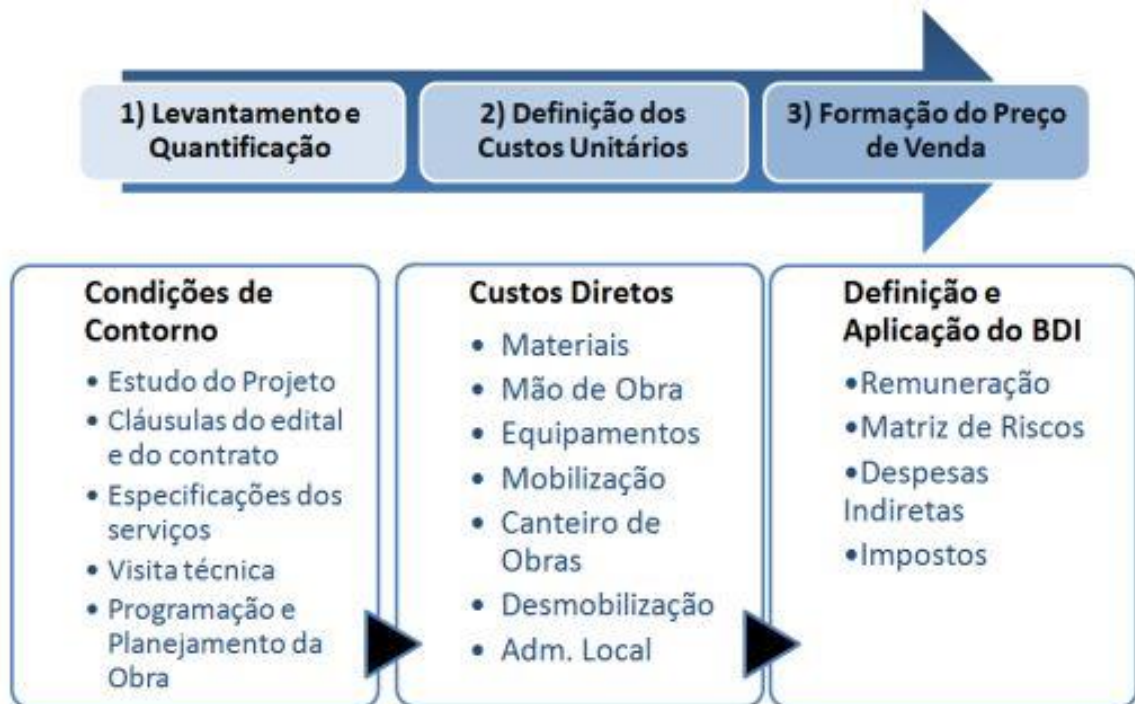 1) Levantamento e
Quantificação
2) Definição dos
Custos Unitários
3) Formação do Preço
de Venda
Condições de
Contorno
• Estudo do Projeto
• Cláusulas do edital
e do contrato
• Especificações dos
serviços
• Visita técnica
• Programação e
Planejamento da
Obra
Custos Diretos
• Materiais
• Mão de Obra
• Equipamentos
• Mobilização
• Canteiro de
Obras
• Desmobilização
• Adm. Local
Definição e
Aplicação do BDI
•Remuneração
•Matriz de Riscos
•Despesas
Indiretas
•Impostos